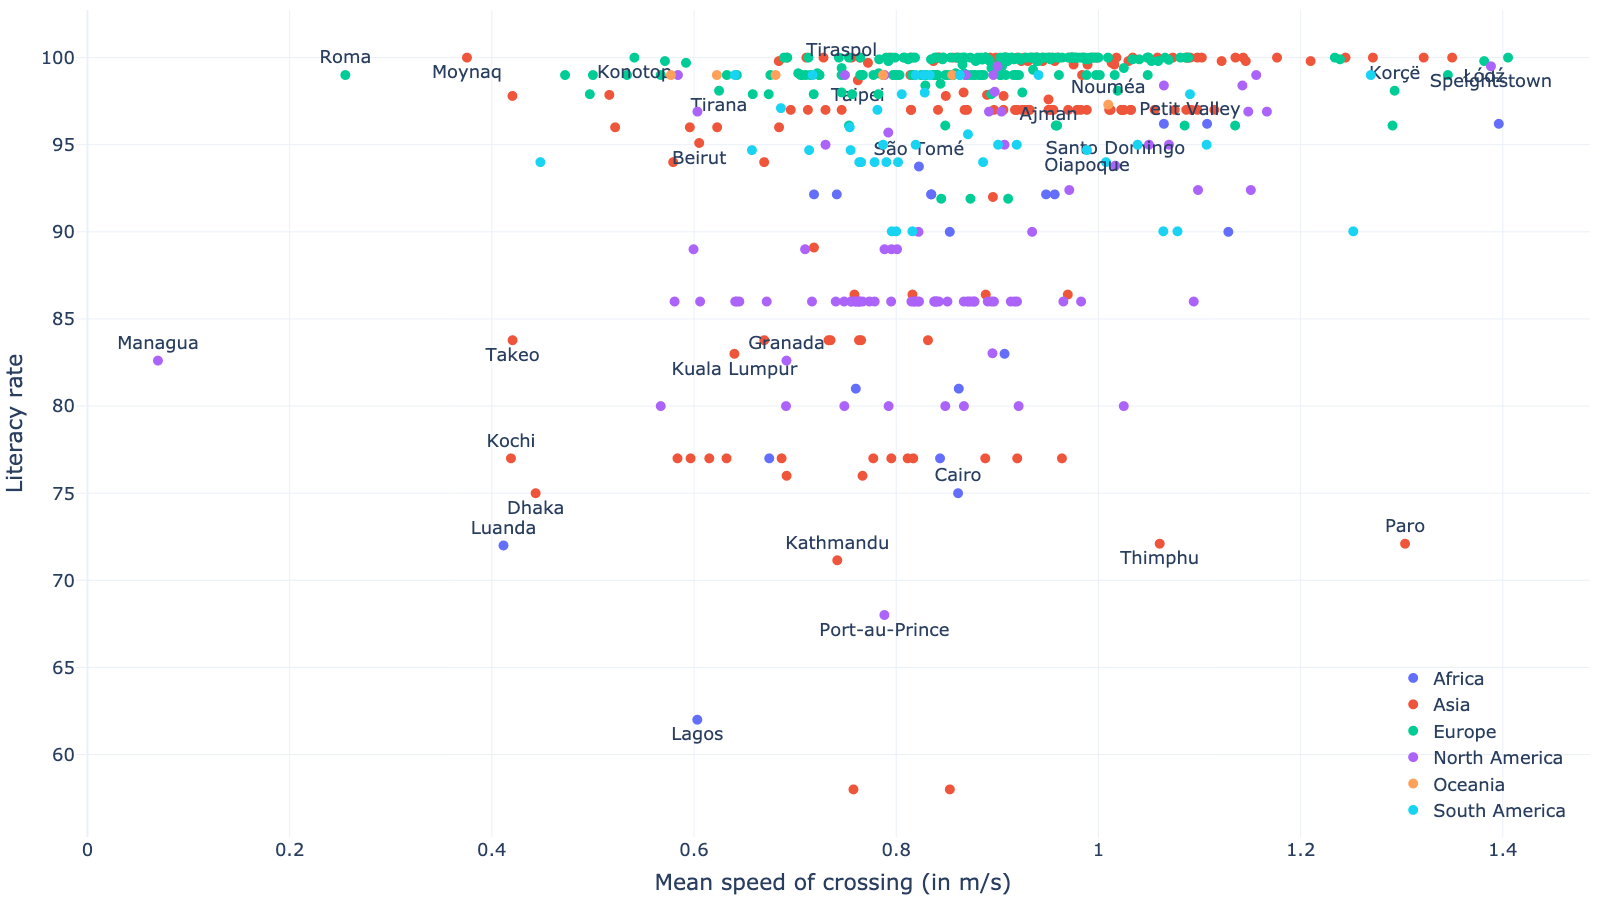 Literacy rate
100
95
90
85
80
75
70
65
60
Roma
Moynaq
Konotop
Tirana
Beirut
Tiraspol
Taipei
São Tomé
Ajman
Nouméa
Petit Valley
Santo Domingo
Oiapoque
Korçë
Łódź
Speightstown
Managua
Takeo
Granada
Kuala Lumpur
Kochi
Dhaka
Luanda
Cairo
Kathmandu
Thimphu
Paro
Port-au-Prince
Lagos
Africa
Asia
Europe
North America
Oceania
South America
0
0.2
0.4
0.6
0.8
1
1.2
1.4
Mean speed of crossing (in m/s)